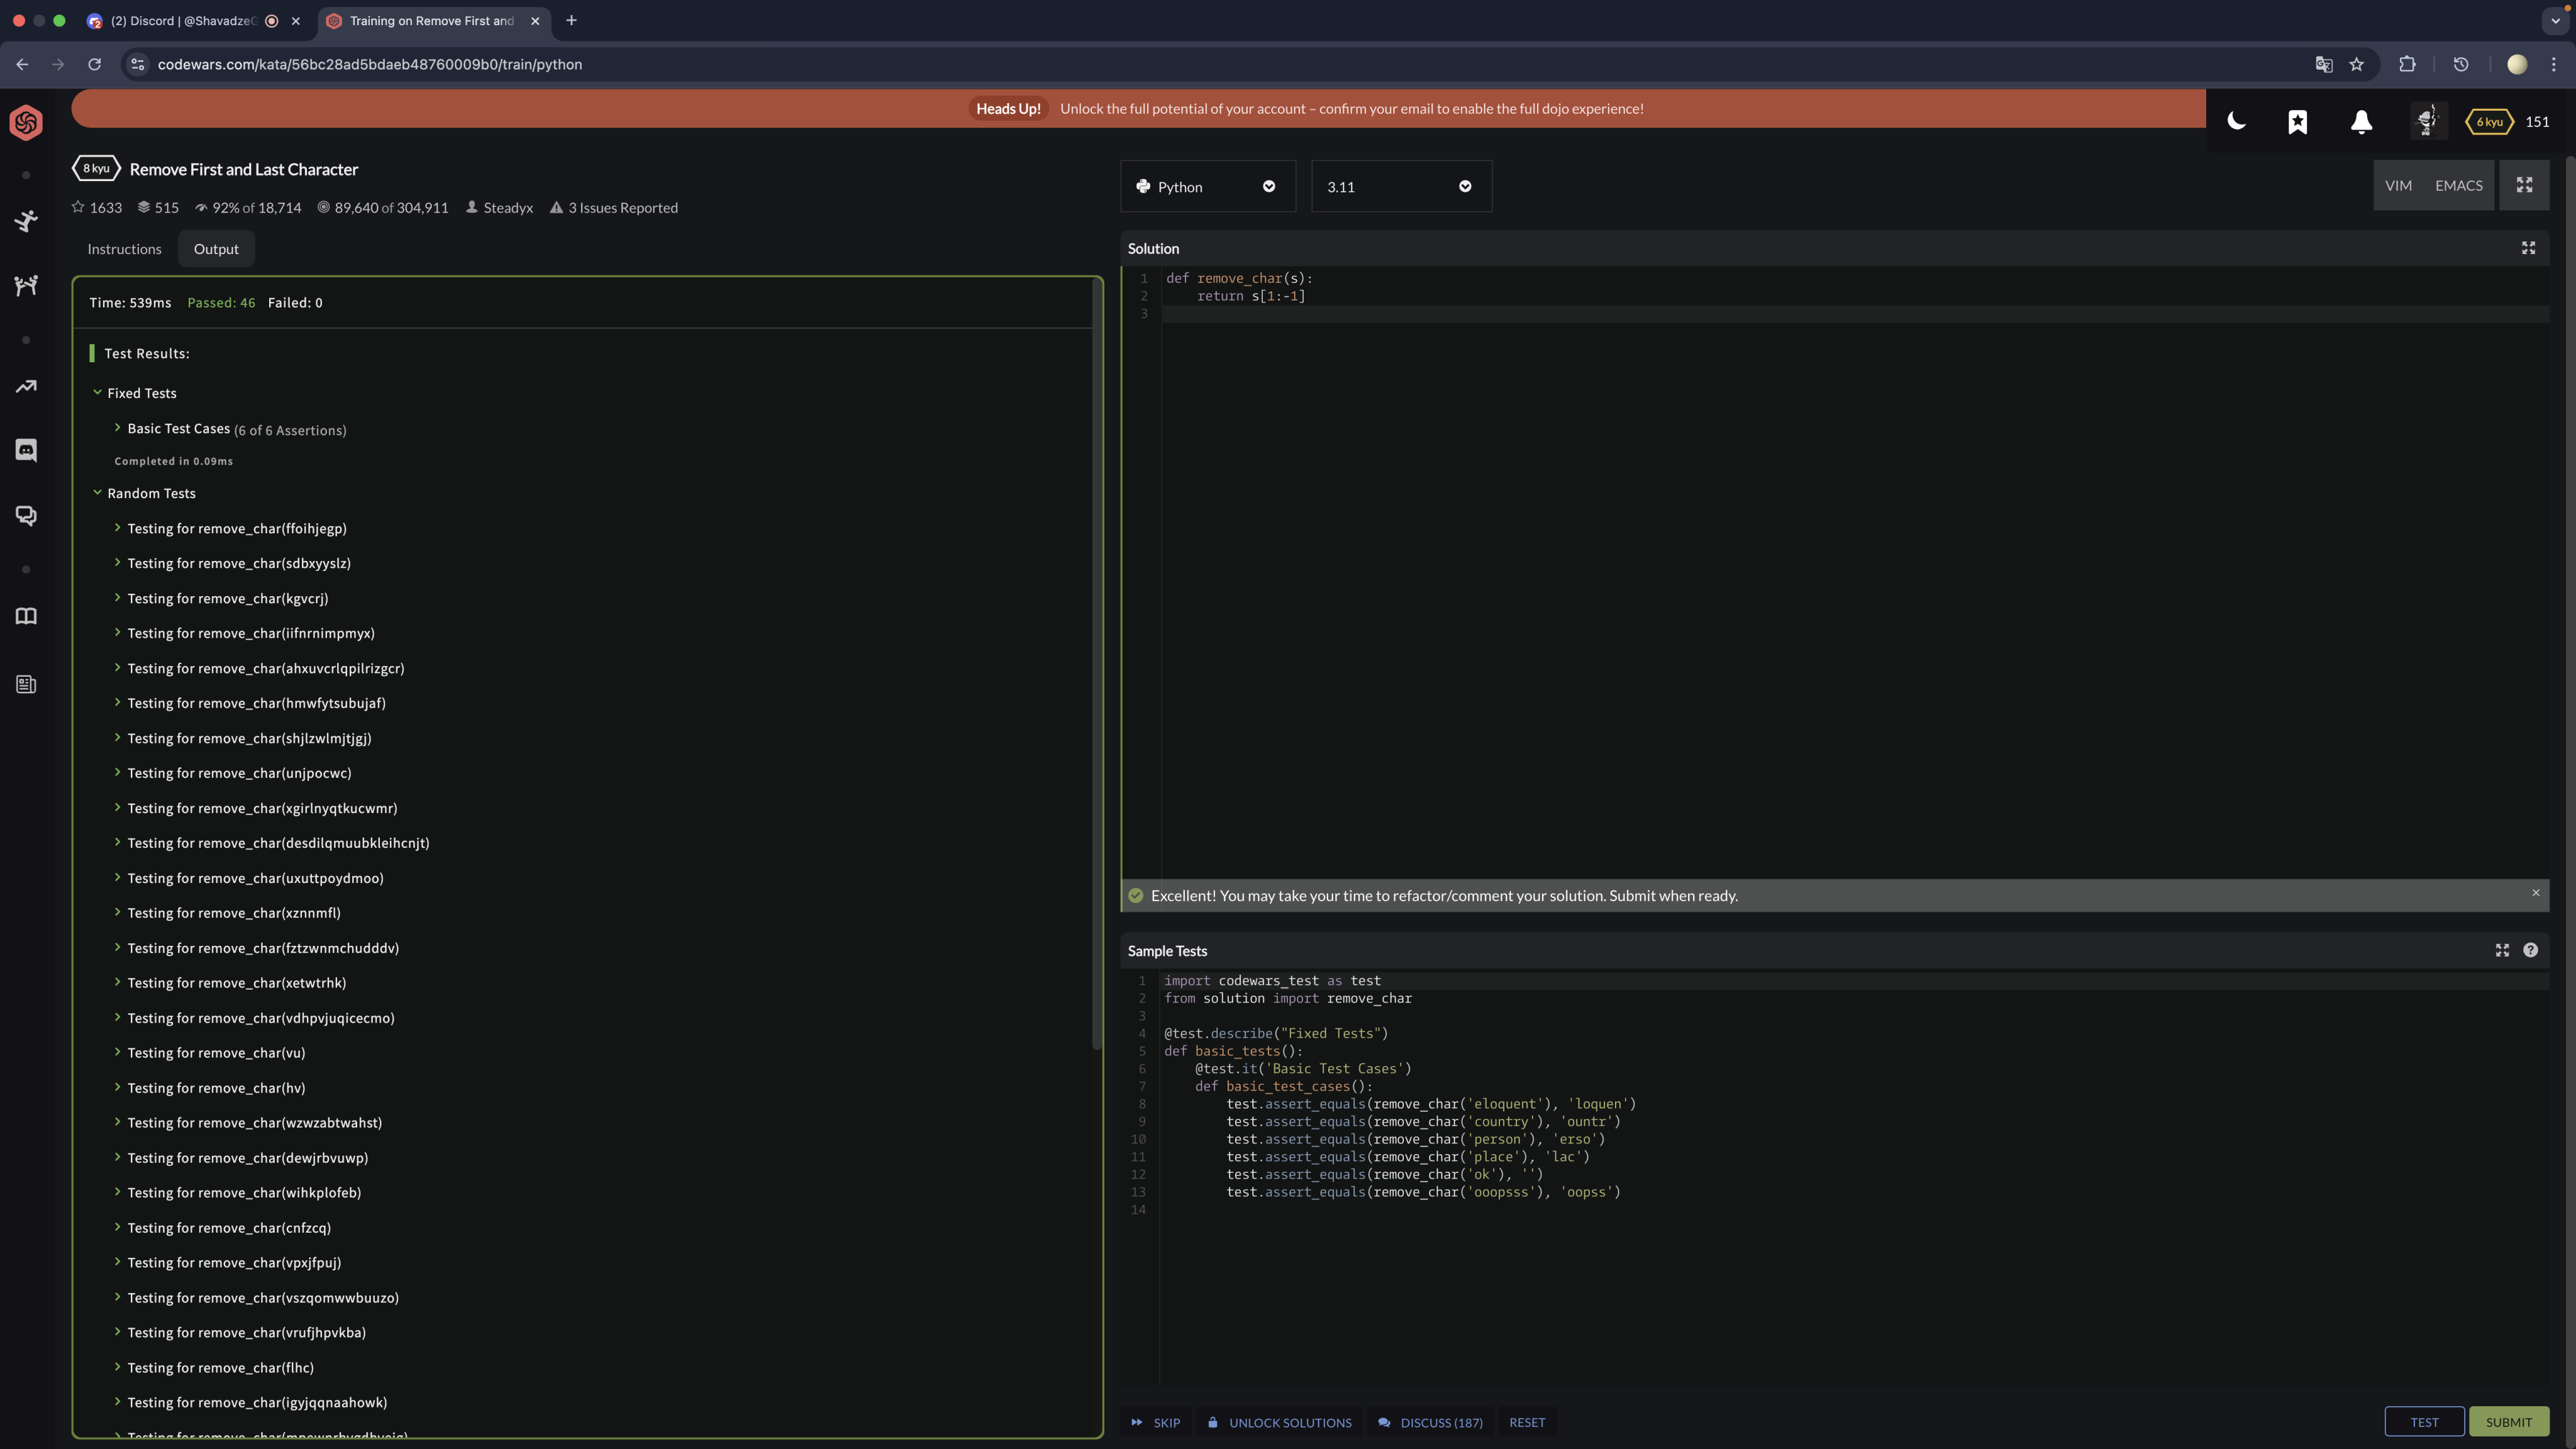 (2) Discord | @ShavadzeG
Training on Remove First and
codewars.com/kata/56bc28ad5bdaeb48760009b0/train/python
Heads Up! Unlock the full potential of your account – confirm your email to enable the full dojo experience!
6 kyu 151
8 kyu Remove First and Last Character
1633 515 92% of 18,714 89,640 of 304,911 Steadyx 3 Issues Reported
Instructions Output
Time: 539ms Passed: 46 Failed: 0
Test Results:
Fixed Tests
Basic Test Cases (6 of 6 Assertions)
Completed in 0.09ms
Random Tests
Testing for remove_char(ffoihjegp)
Testing for remove_char(sdbxyyslz)
Testing for remove_char(kgvcrj)
Testing for remove_char(iifnrnimpmyx)
Testing for remove_char(ahxuvcrlqpilrizgcr)
Testing for remove_char(hmwfytsubujaf)
Testing for remove_char(shjlzwlmjtjgj)
Testing for remove_char(unjpocwc)
Testing for remove_char(xgirlnyqtkucwmr)
Testing for remove_char(desdilqmuubkleihcnjt)
Testing for remove_char(uxuttpoydmoo)
Testing for remove_char(xznnmfl)
Testing for remove_char(fztzwnmchudddv)
Testing for remove_char(xetwtrhk)
Testing for remove_char(vdhpvjuqicecmo)
Testing for remove_char(vu)
Testing for remove_char(hv)
Testing for remove_char(wzwzabtwahst)
Testing for remove_char(dewjrbvuwp)
Testing for remove_char(wihkplofeb)
Testing for remove_char(cnfzcq)
Testing for remove_char(vpxjfpuj)
Testing for remove_char(vszqomwwbuuzo)
Testing for remove_char(vrufjhpvkba)
Testing for remove_char(flhc)
Testing for remove_char(igyjqqnaahowk)
Python 3.11 VIM EMACS
Solution
1 def remove_char(s):
2 return s[1:-1]
3
Excellent! You may take your time to refactor/comment your solution. Submit when ready.
Sample Tests
1 import codewars_test as test
2 from solution import remove_char
3
4 @test.describe("Fixed Tests")
5 def basic_tests():
6 @test.it('Basic Test Cases')
7 def basic_test_cases():
8 test.assert_equals(remove_char('eloquent'), 'loquen')
9 test.assert_equals(remove_char('country'), 'ountr')
10 test.assert_equals(remove_char('person'), 'erso')
11 test.assert_equals(remove_char('place'), 'lac')
12 test.assert_equals(remove_char('ok'), '')
13 test.assert_equals(remove_char('ooopsss'), 'oopss')
14
SKIP UNLOCK SOLUTIONS DISCUSS (187) RESET TEST SUBMIT